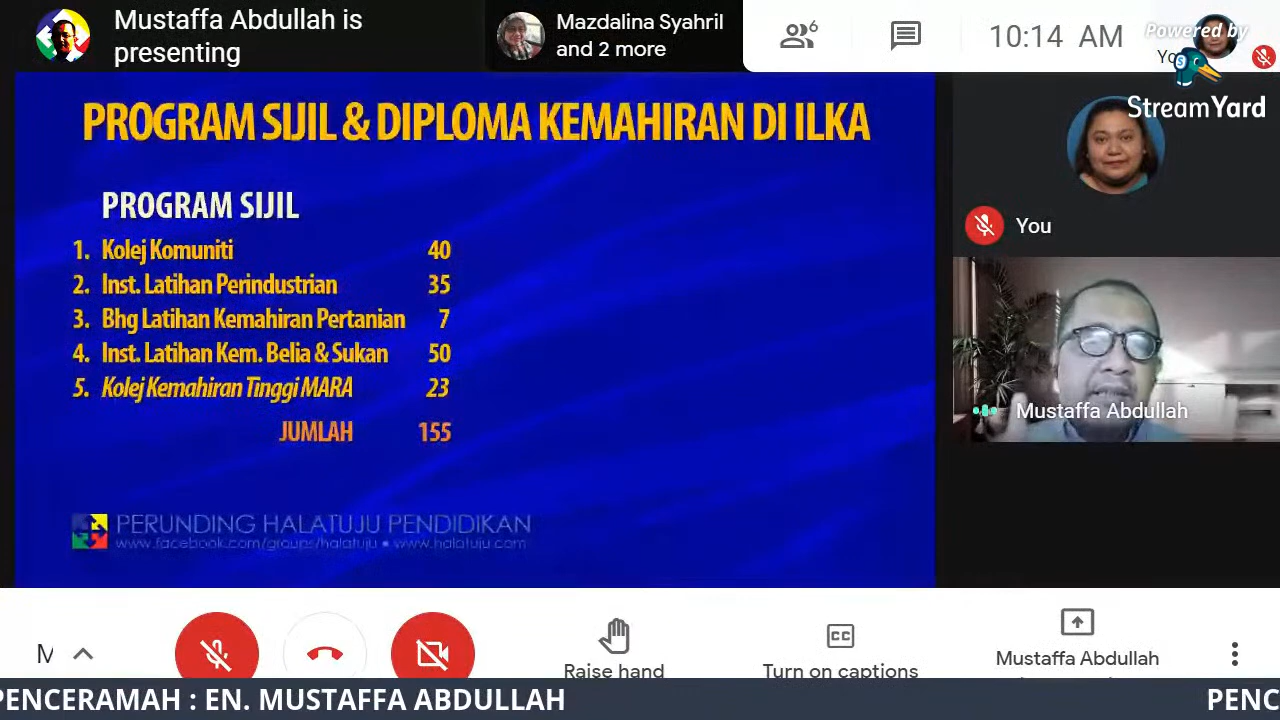 Mustaffa Abdullah is
presenting
Mazdalina Syahril
and 2 more
6
10:14 AM
Powered by
StreamYard
PROGRAM SIJIL & DIPLOMA KEMAHIRAN DI ILKA
PROGRAM SIJIL
1. Kolej Komuniti 40
2. Inst. Latihan Perindustrian 35
3. Bhg Latihan Kemahiran Pertanian 7
4. Inst. Latihan Kem. Belia & Sukan 50
5. Kolej Kemahiran Tinggi MARA 23
JUMLAH 155
PERUNDING HALATUJU PENDIDIKAN
www.facebook.com/groups/halatuju • www.halatuju.com
You
Mustaffa Abdullah
M
Raise hand
Turn on captions
Mustaffa Abdullah
PENCERAMAH : EN. MUSTAFFA ABDULLAH
PENC